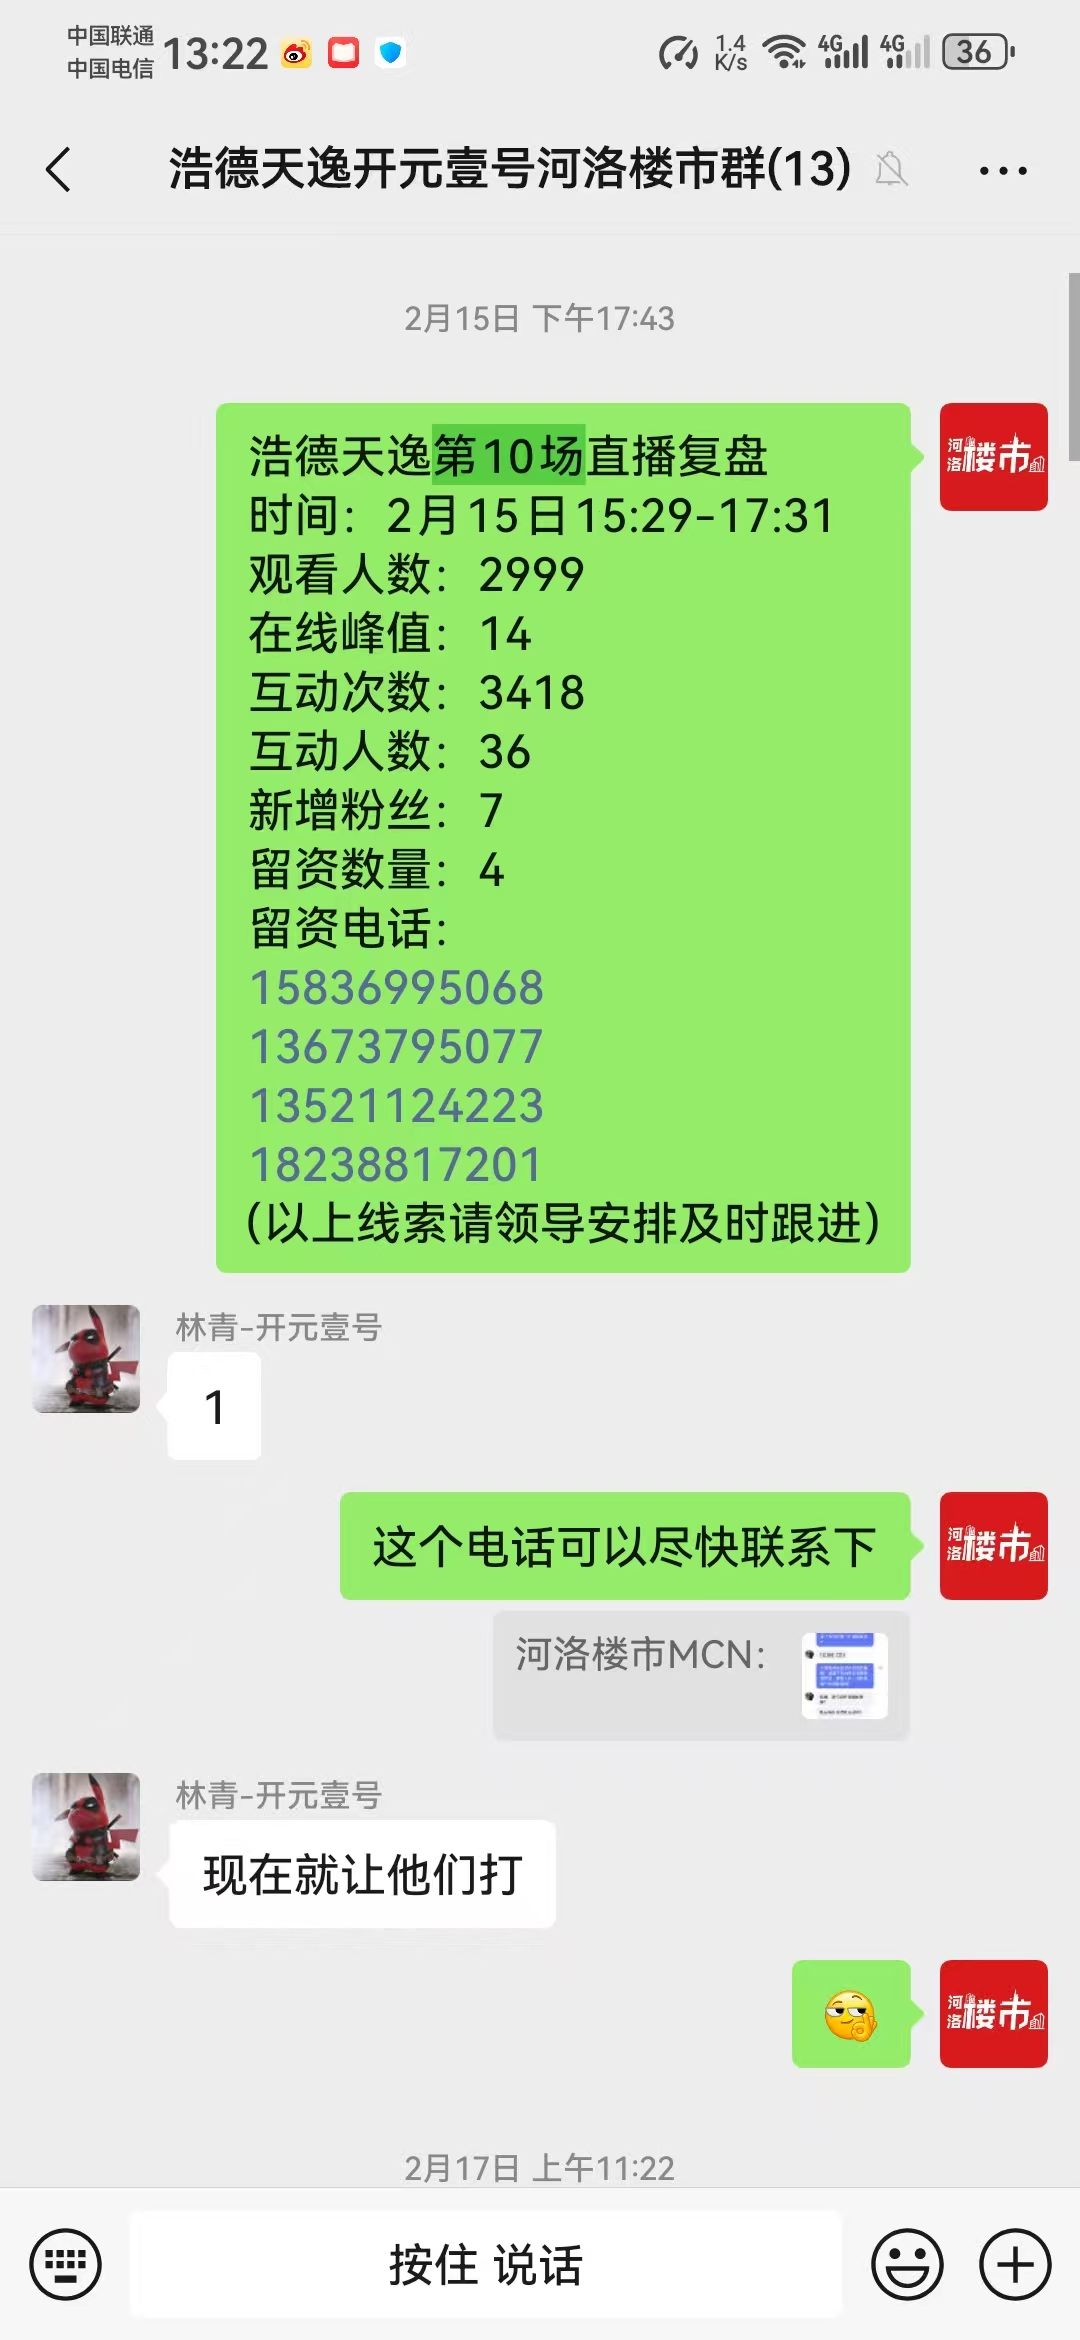 中国联通
中国电信
13:22
1.4
K/s
4G
4G
36
浩德天逸开元壹号河洛楼市群(13)
2月15日 下午17:43
浩德天逸第10场直播复盘
时间：2月15日15:29-17:31
观看人数：2999
在线峰值：14
互动次数：3418
互动人数：36
新增粉丝：7
留资数量：4
留资电话：
15836995068
13673795077
13521124223
18238817201
（以上线索请领导安排及时跟进）
河洛楼市
林青-开元壹号
1
这个电话可以尽快联系下
河洛楼市
河洛楼市MCN：
林青-开元壹号
现在就让他们打
河洛楼市
2月17日 上午11:22
按住 说话